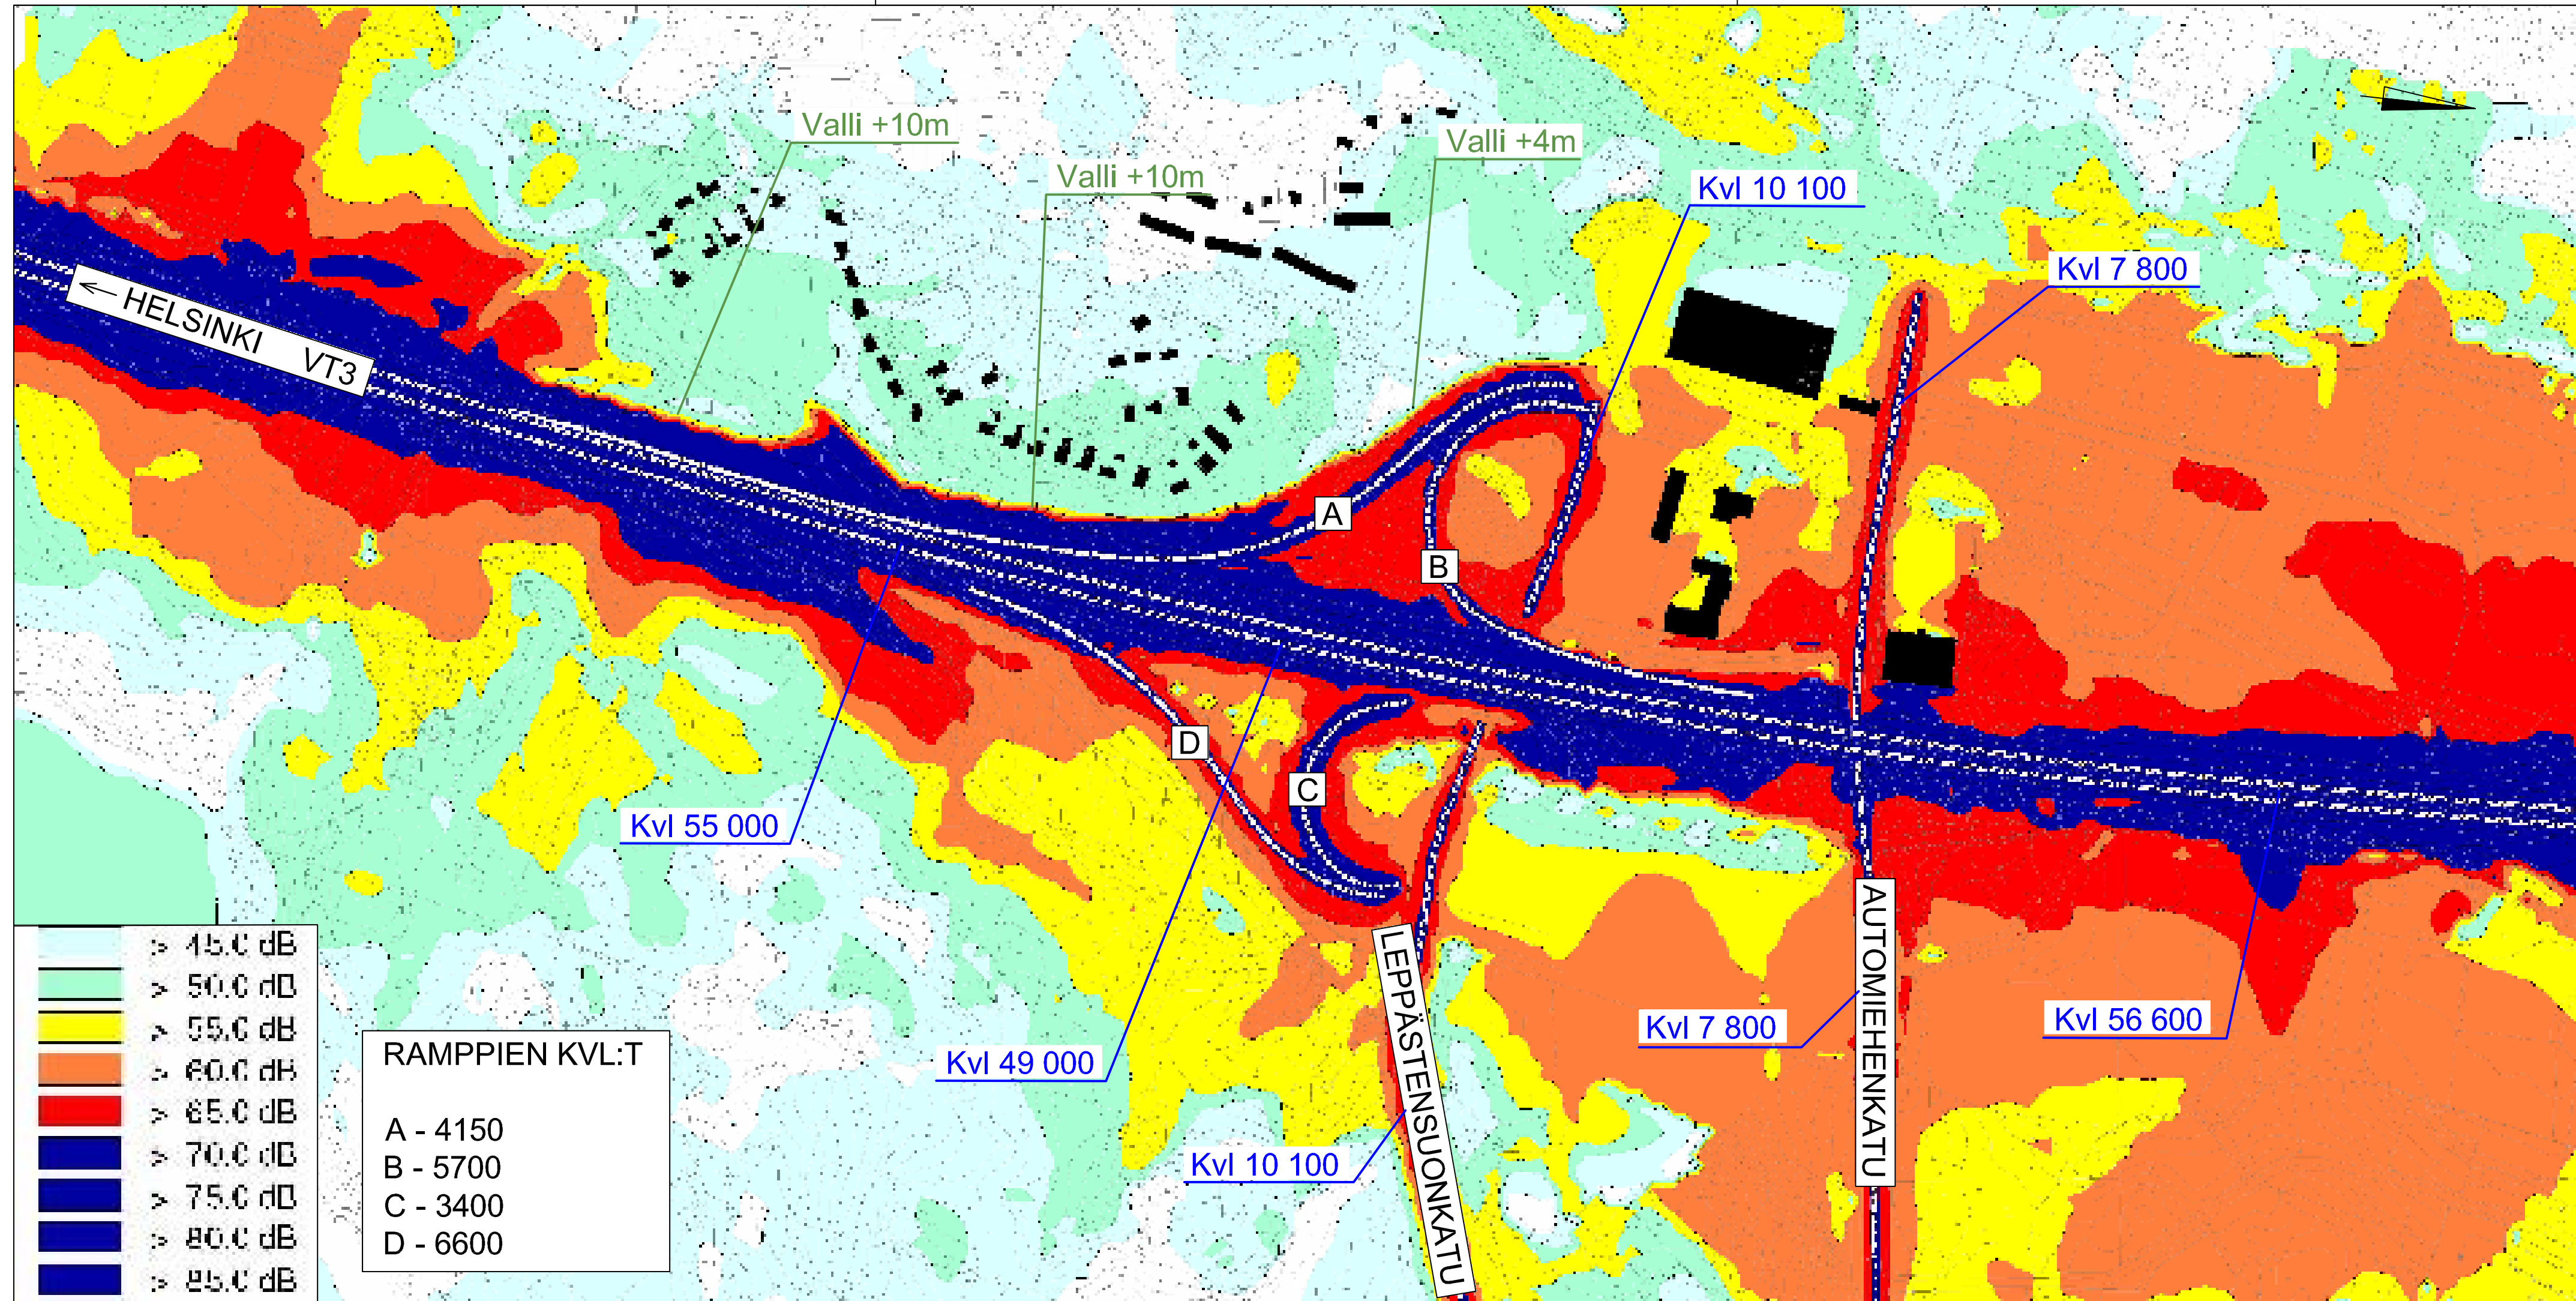 Valli +10m
Valli +4m
Valli +10m
Kvl 10 100
Kvl 7 800
← HELSINKI VT3
A
B
D
C
Kvl 55 000
Kvl 49 000
Kvl 10 100
Kvl 7 800
Kvl 56 600
LEPPÄSTENSUONKATU
AUTOMIEHENKATU
> 45.0 dB
> 50.0 dB
> 55.0 dB
> 60.0 dB
> 65.0 dB
> 70.0 dB
> 75.0 dB
> 80.0 dB
> 85.0 dB
RAMPPIEN KVL:T
A - 4150
B - 5700
C - 3400
D - 6600